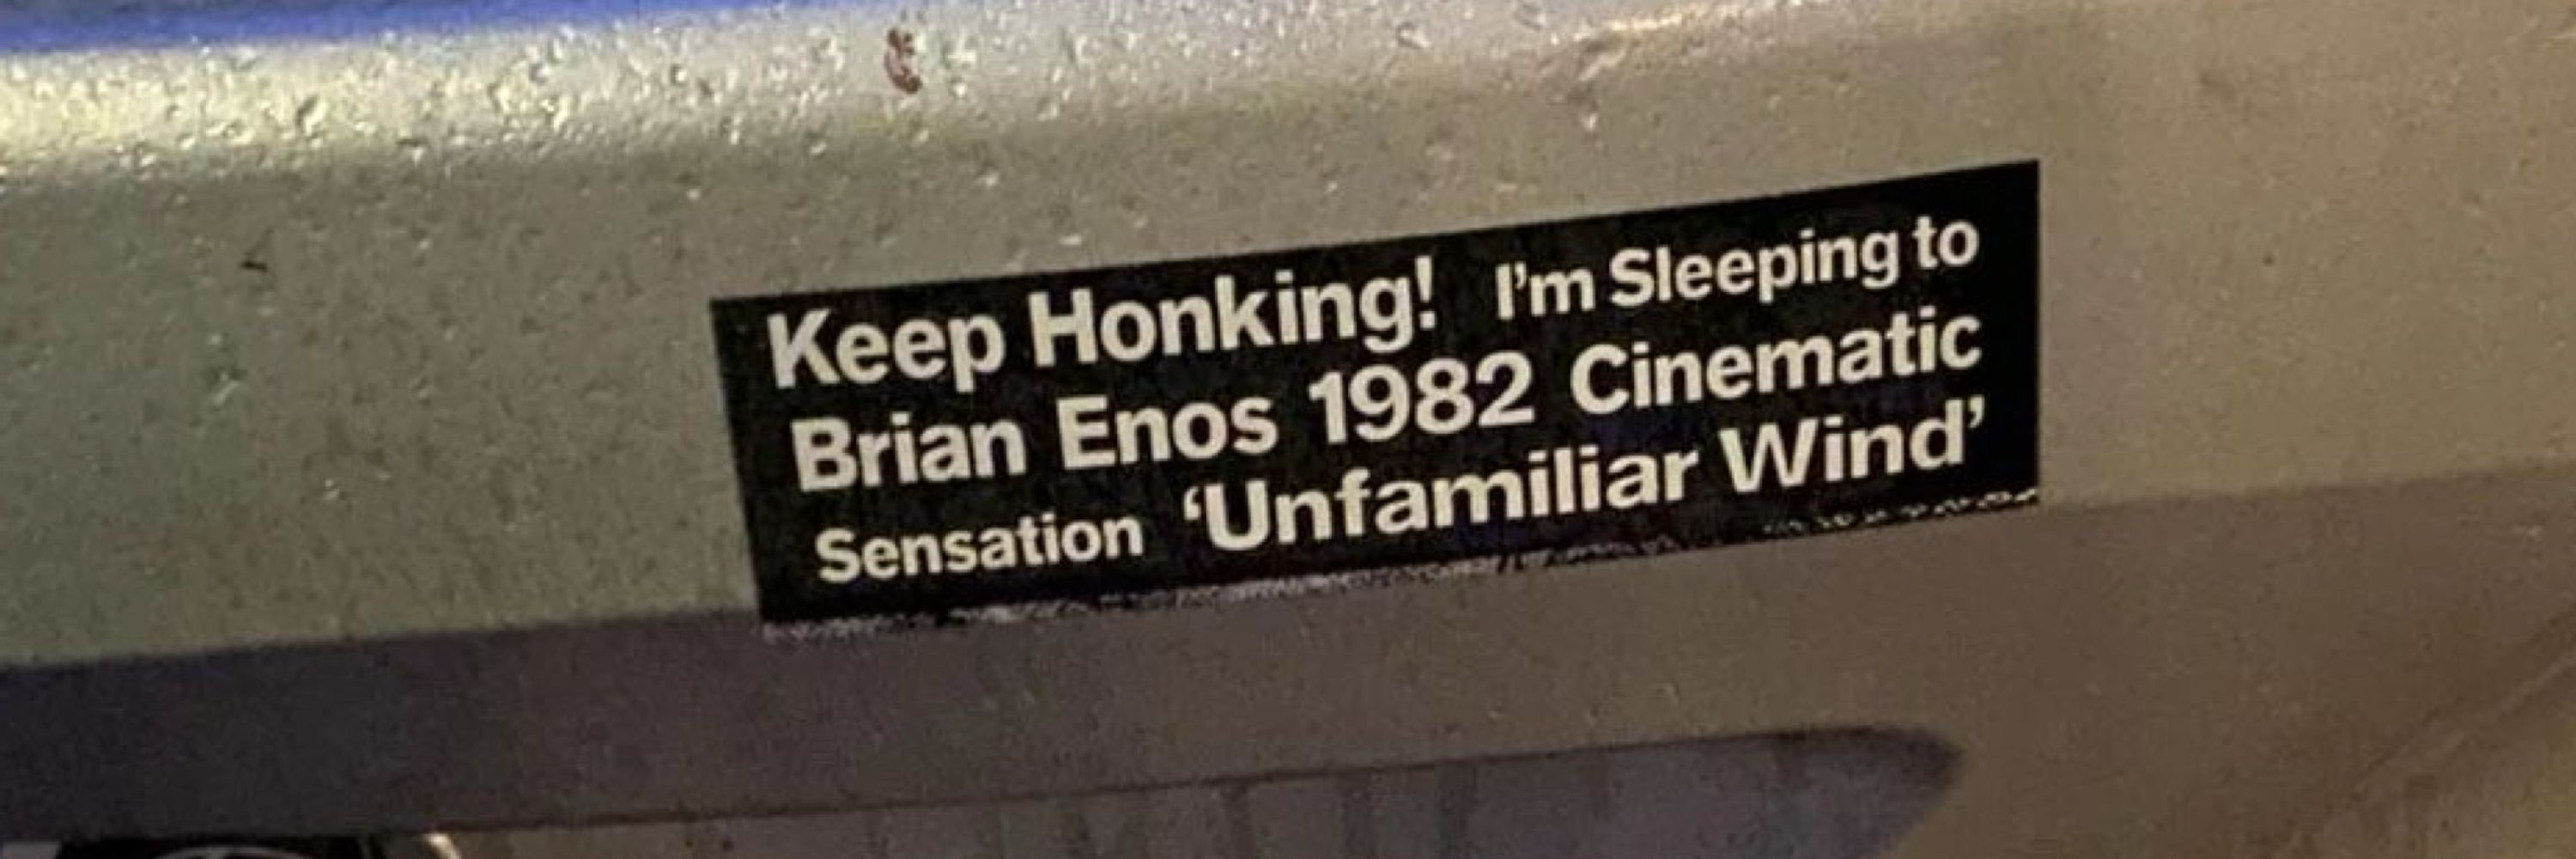 Keep Honking! I'm Sleeping to
Brian Enos 1982 Cinematic
Sensation ‘Unfamiliar Wind’